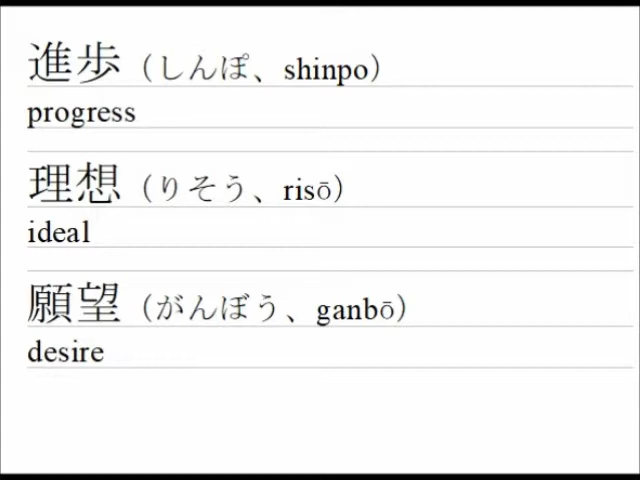 進歩（しんぽ、shinpo）
progress
理想（りそう、risō）
ideal
願望（がんぼう、ganbō）
desire